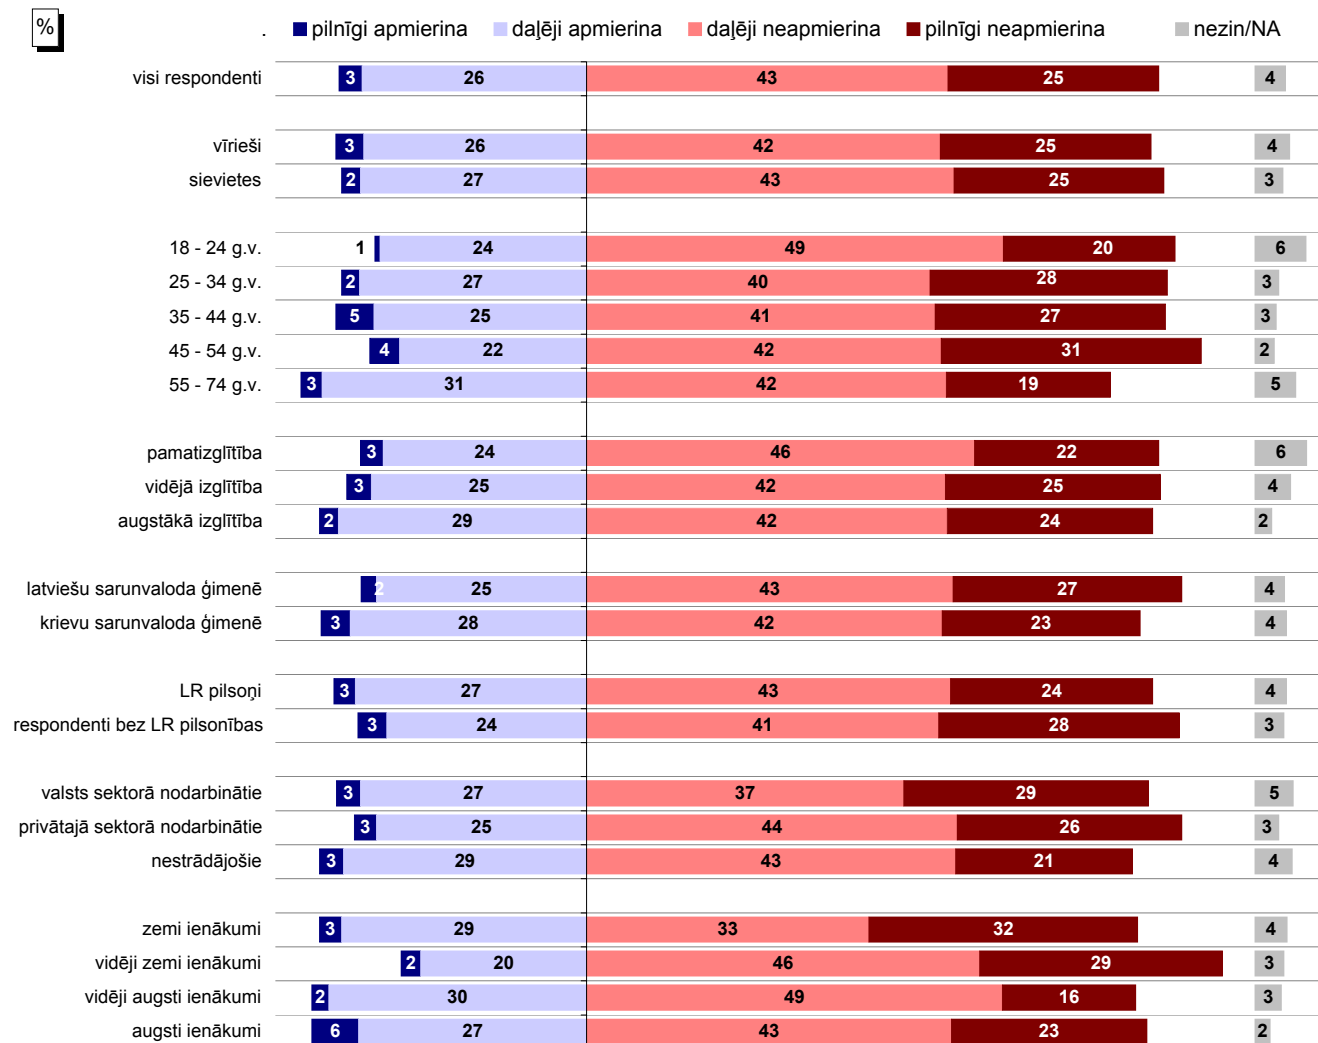 %
. pilnīgi apmierina daļēji apmierina daļēji neapmierina pilnīgi neapmierina nezin/NA
visi respondenti 3 26 43 25 4
vīrieši 3 26 42 25 4
sievietes 2 27 43 25 3
18 - 24 g.v. 1 24 49 20 6
25 - 34 g.v. 2 27 40 28 3
35 - 44 g.v. 5 25 41 27 3
45 - 54 g.v. 4 22 42 31 2
55 - 74 g.v. 3 31 42 19 5
pamatizglītība 3 24 46 22 6
vidējā izglītība 3 25 42 25 4
augstākā izglītība 2 29 42 24 2
latviešu sarunvaloda ģimenē 2 25 43 27 4
krievu sarunvaloda ģimenē 3 28 42 23 4
LR pilsoņi 3 27 43 24 4
respondenti bez LR pilsonības 3 24 41 28 3
valsts sektorā nodarbinātie 3 27 37 29 5
privātajā sektorā nodarbinātie 3 25 44 26 3
nestrādājošie 3 29 43 21 4
zemi ienākumi 3 29 33 32 4
vidēji zemi ienākumi 2 20 46 29 3
vidēji augsti ienākumi 2 30 49 16 3
augsti ienākumi 6 27 43 23 2